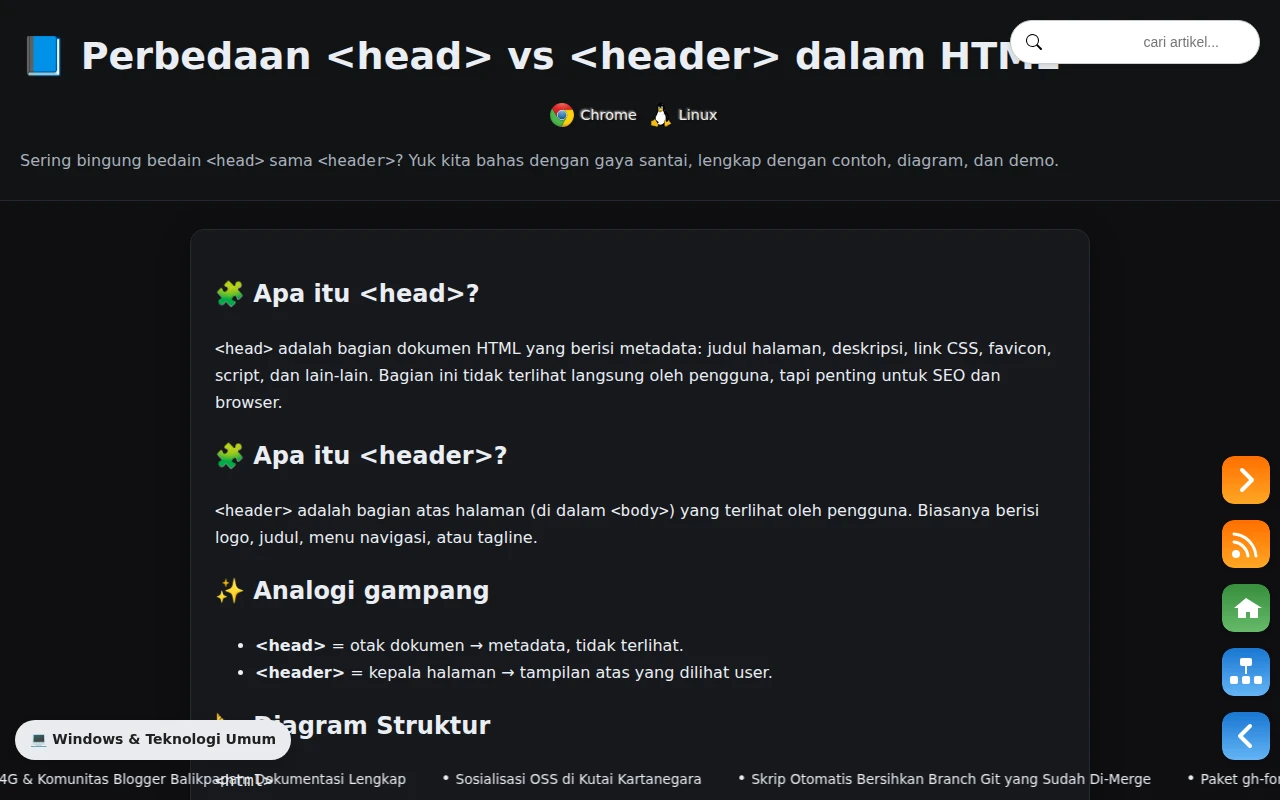 📘 Perbedaan <head> vs <header> dalam HTML
cari artikel...
Chrome Linux
Sering bingung bedain <head> sama <header>? Yuk kita bahas dengan gaya santai, lengkap dengan contoh, diagram, dan demo.
🧩 Apa itu <head>?
<head> adalah bagian dokumen HTML yang berisi metadata: judul halaman, deskripsi, link CSS, favicon,
script, dan lain-lain. Bagian ini tidak terlihat langsung oleh pengguna, tapi penting untuk SEO dan
browser.
🧩 Apa itu <header>?
<header> adalah bagian atas halaman (di dalam <body>) yang terlihat oleh pengguna. Biasanya berisi
logo, judul, menu navigasi, atau tagline.
✨ Analogi gampang
• <head> = otak dokumen → metadata, tidak terlihat.
• <header> = kepala halaman → tampilan atas yang dilihat user.
Diagram Struktur
💻 Windows & Teknologi Umum
<html>
4G & Komunitas Blogger Balikpapan: Dokumentasi Lengkap • Sosialisasi OSS di Kutai Kartanegara • Skrip Otomatis Bersihkan Branch Git yang Sudah Di-Merge • Paket